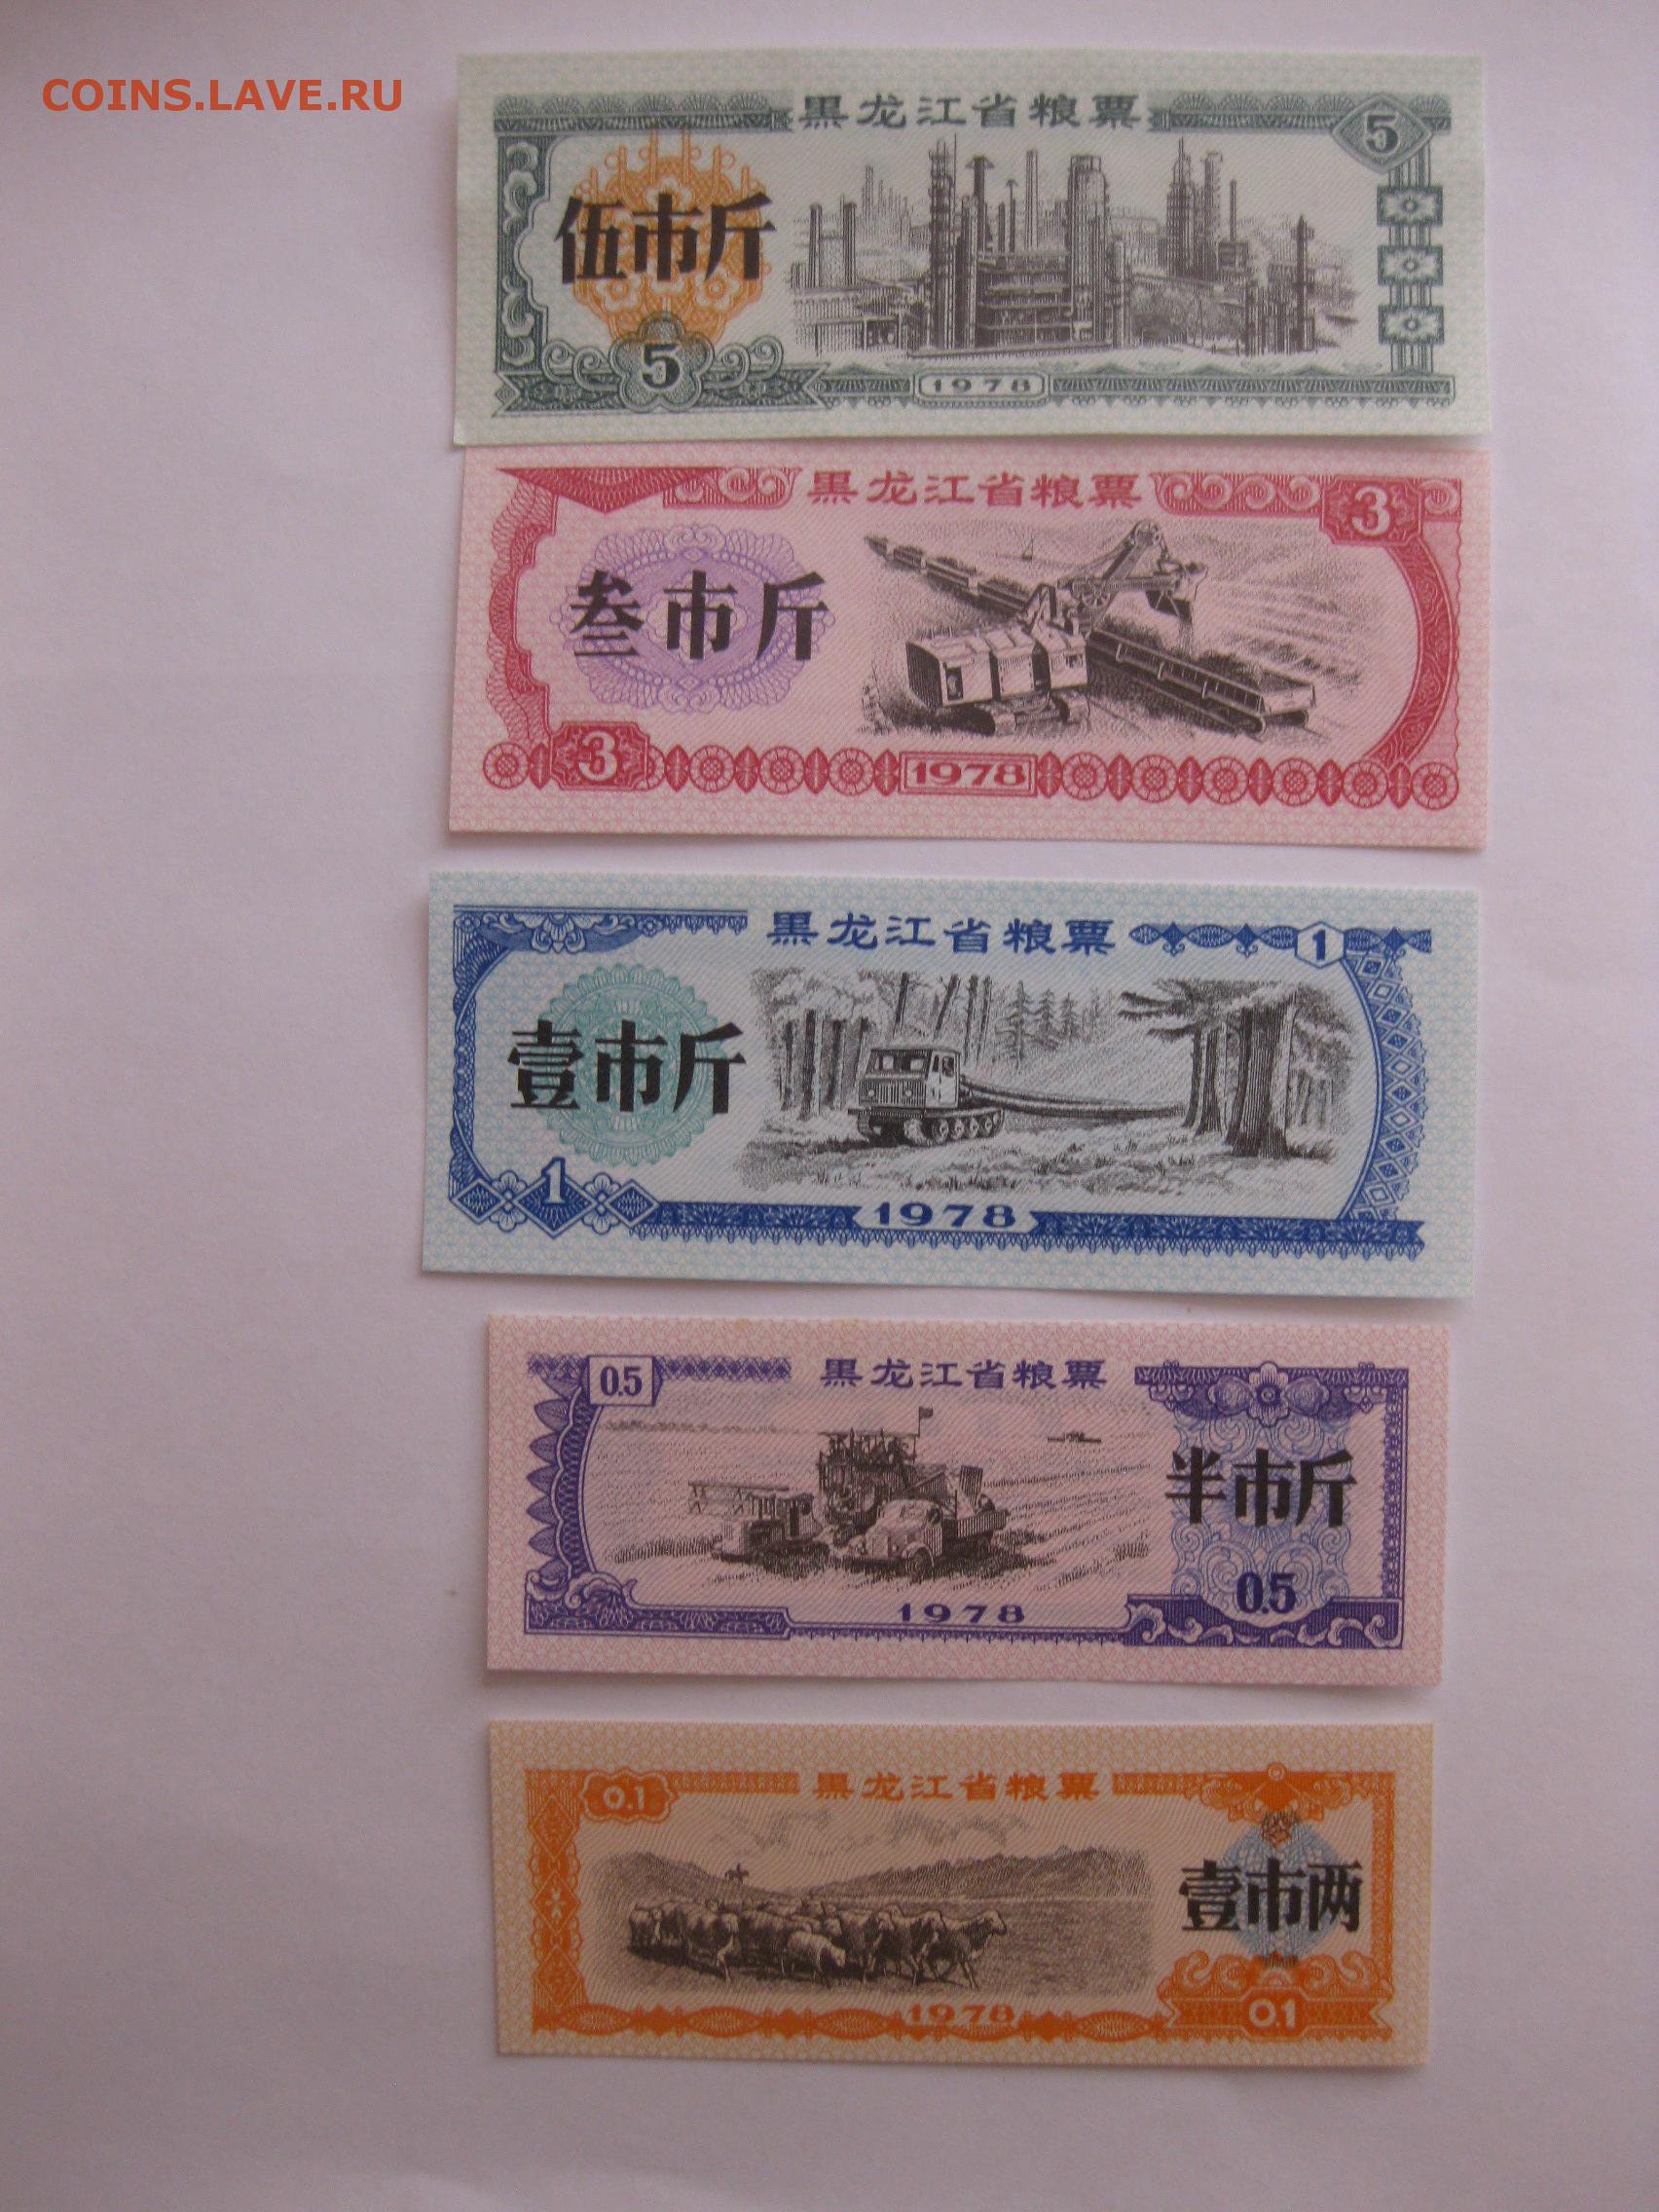 COINS.LAVE.RU
黑龙江省粮票
5
伍市斤
5
1978
黑龙江省粮票
3
叁市斤
3
1978
黑龙江省粮票
1
壹市斤
1
1978
0.5
黑龙江省粮票
半市斤
0.5
1978
0.1
黑龙江省粮票
壹市两
1978
0.1